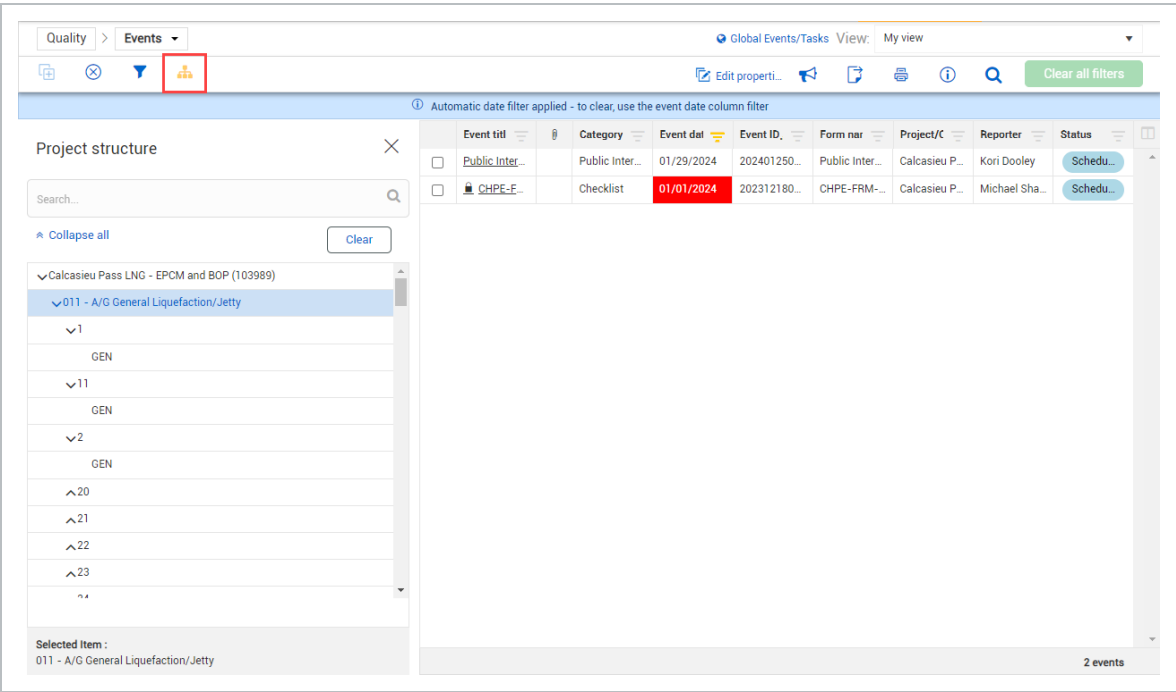 Quality > Events
Global Events/Tasks View: My view
Edit properti... Clear all filters
Automatic date filter applied - to clear, use the event date column filter
Project structure
Search...
Collapse all
Clear
Calcasieu Pass LNG - EPCM and BOP (103989)
011 - A/G General Liquefaction/Jetty
1
GEN
11
GEN
2
GEN
20
21
22
23
24
Selected Item :
011 - A/G General Liquefaction/Jetty
Event titl Category Event dat Event ID, Form nar Project/C Reporter Status
Public Inter... Public Inter... 01/29/2024 202401250... Public Inter... Calcasieu P... Kori Dooley Schedu...
CHPE-F... Checklist 01/01/2024 202312180... CHPE-FRM-... Calcasieu P... Michael Sha... Schedu...
2 events